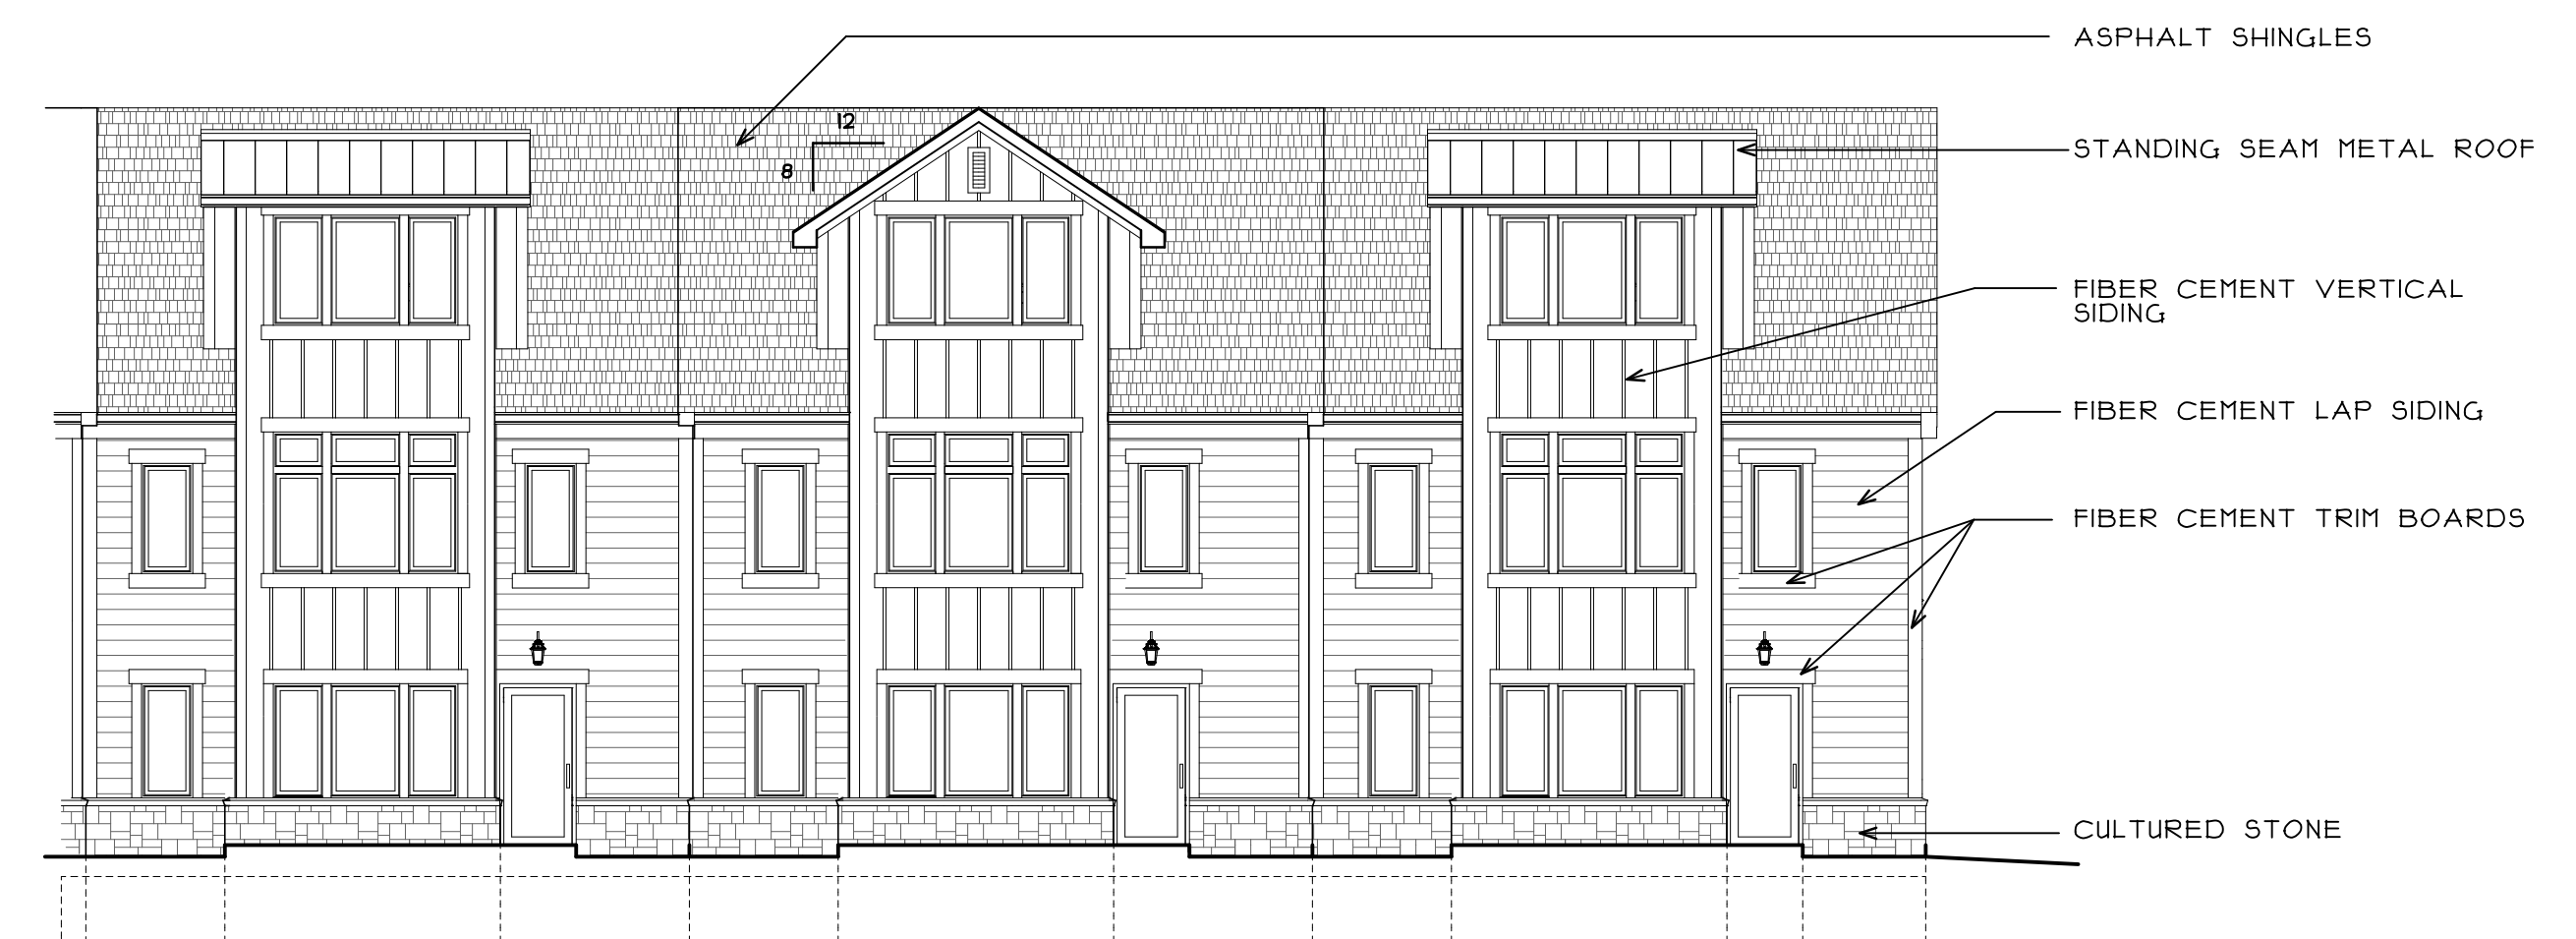 ASPHALT SHINGLES
12
8
STANDING SEAM METAL ROOF
FIBER CEMENT VERTICAL
SIDING
FIBER CEMENT LAP SIDING
FIBER CEMENT TRIM BOARDS
CULTURED STONE